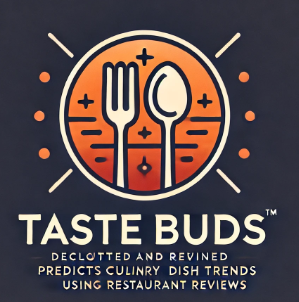 TASTE BUDS™
DECLOTTED AND REVINED
PREDICTS CULINRY DISH TRENDS
USING RESTAURANT REVIEWS